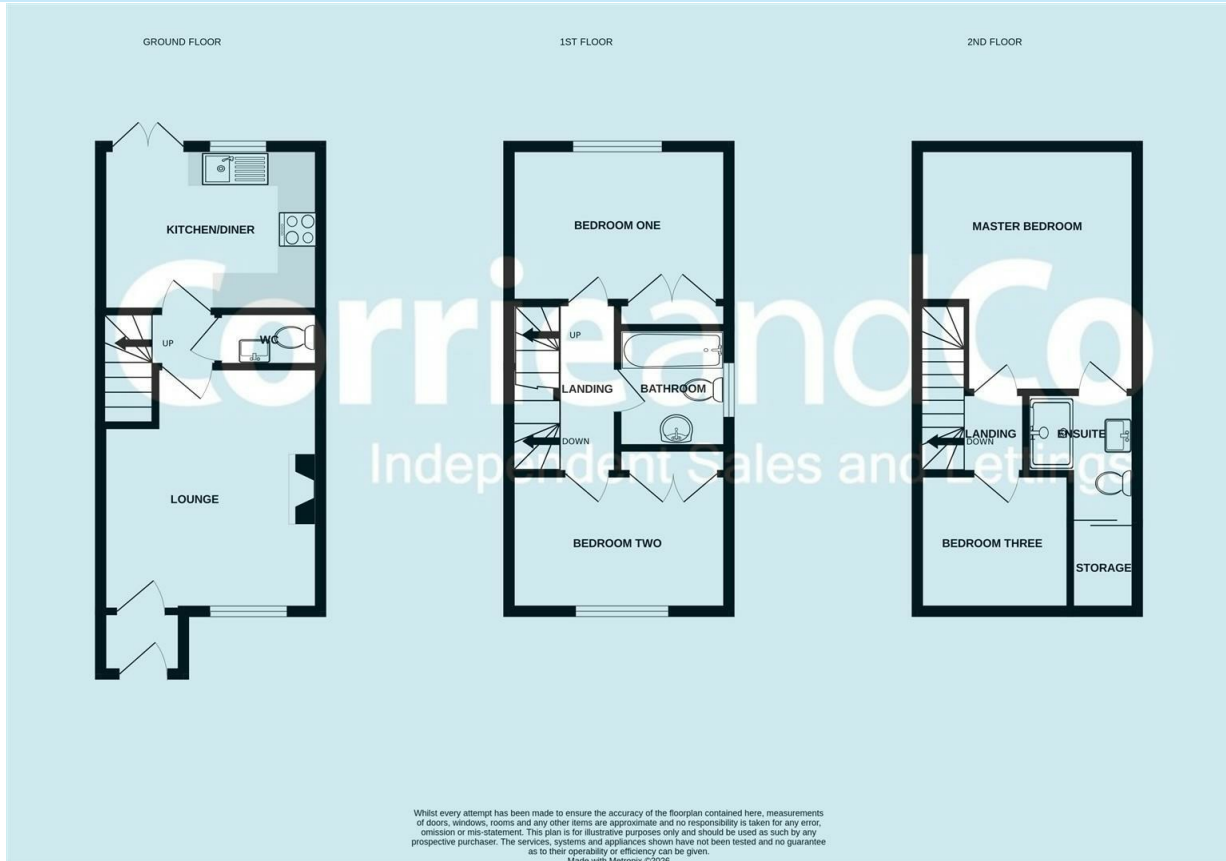 GROUND FLOOR
1ST FLOOR
2ND FLOOR
KITCHEN/DINER
WC
UP
LOUNGE
BEDROOM ONE
UP
LANDING
BATHROOM
DOWN
BEDROOM TWO
MASTER BEDROOM
LANDING
ENSUITE
DOWN
BEDROOM THREE
STORAGE
CorrieandCo
Independent Sales and Lettings
Whilst every attempt has been made to ensure the accuracy of the floorplan contained here, measurements
of doors, windows, rooms and any other items are approximate and no responsibility is taken for any error,
omission or mis-statement. This plan is for illustrative purposes only and should be used as such by any
prospective purchaser. The services, systems and appliances shown have not been tested and no guarantee
as to their operability or efficiency can be given.
Made with Metropix ©2026